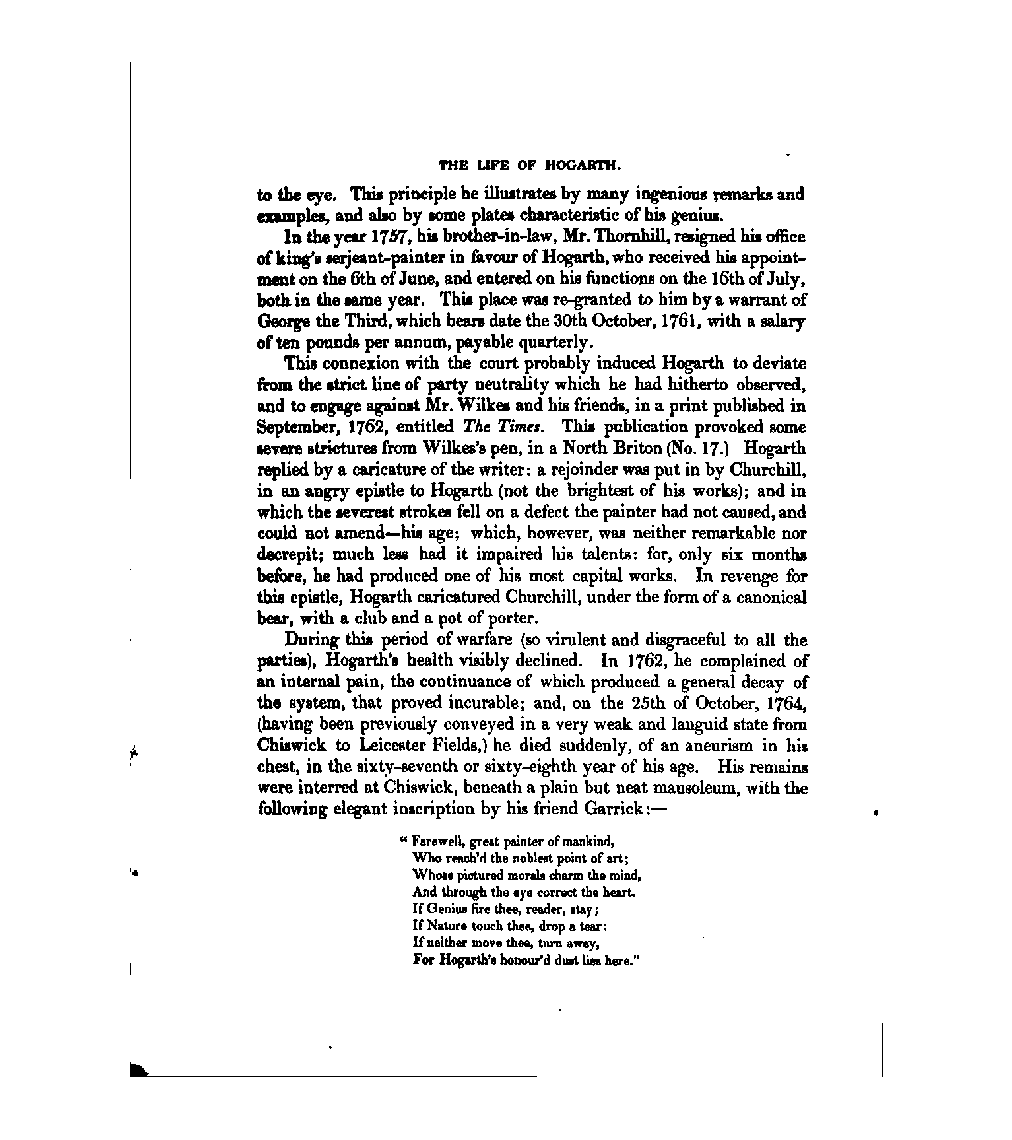 THE LIFE OF HOGARTH.
to the eye. This principle he illustrates by many ingenious remarks and
examples, and also by some plates characteristic of his genius.
In the year 1757, his brother-in-law, Mr. Thornhill, resigned his office
of king's serjeant-painter in favour of Hogarth, who received his appoint-
ment on the 6th of June, and entered on his functions on the 16th of July,
both in the same year. This place was re-granted to him by a warrant of
George the Third, which bears date the 30th October, 1761, with a salary
of ten pounds per annum, payable quarterly.
This connexion with the court probably induced Hogarth to deviate
from the strict line of party neutrality which he had hitherto observed,
and to engage against Mr. Wilkes and his friends, in a print published in
September, 1762, entitled The Times. This publication provoked some
severe strictures from Wilkes's pen, in a North Briton (No. 17.) Hogarth
replied by a caricature of the writer: a rejoinder was put in by Churchill,
in an angry epistle to Hogarth (not the brightest of his works); and in
which the severest strokes fell on a defect the painter had not caused, and
could not amend—his age; which, however, was neither remarkable nor
decrepit; much less had it impaired his talents: for, only six months
before, he had produced one of his most capital works. In revenge for
this epistle, Hogarth caricatured Churchill, under the form of a canonical
bear, with a club and a pot of porter.
During this period of warfare (so virulent and disgraceful to all the
parties), Hogarth's health visibly declined. In 1762, he complained of
an internal pain, the continuance of which produced a general decay of
the system, that proved incurable; and, on the 25th of October, 1764,
(having been previously conveyed in a very weak and languid state from
Chiswick to Leicester Fields,) he died suddenly, of an aneurism in his
chest, in the sixty-seventh or sixty-eighth year of his age. His remains
were interred at Chiswick, beneath a plain but neat mausoleum, with the
following elegant inscription by his friend Garrick:—
“ Farewell, great painter of mankind,
Who reach'd the noblest point of art;
Whose pictured morals charm the mind,
And through the eye correct the heart.
If Genius fire thee, reader, stay;
If Nature touch thee, drop a tear:
If neither move thee, turn away,
For Hogarth's honour'd dust lies here.”